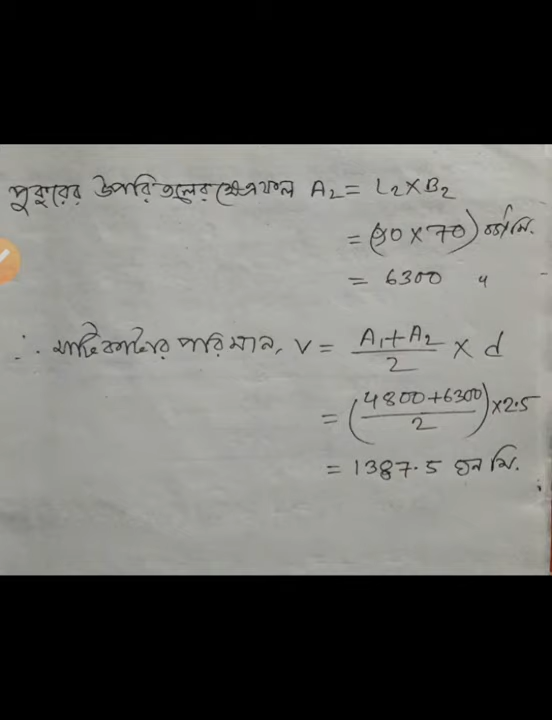 পুকুরের উপরিতলের ক্ষেত্রফল A₂ = L₂ × B₂
= (90 × 70) বর্গমি.
= 6300 "
∴ মাটি কাটার পরিমান, V = (A₁+A₂)/2 × d
= ((4800+6300)/2) × 2.5
= 1387.5 ঘন মি.